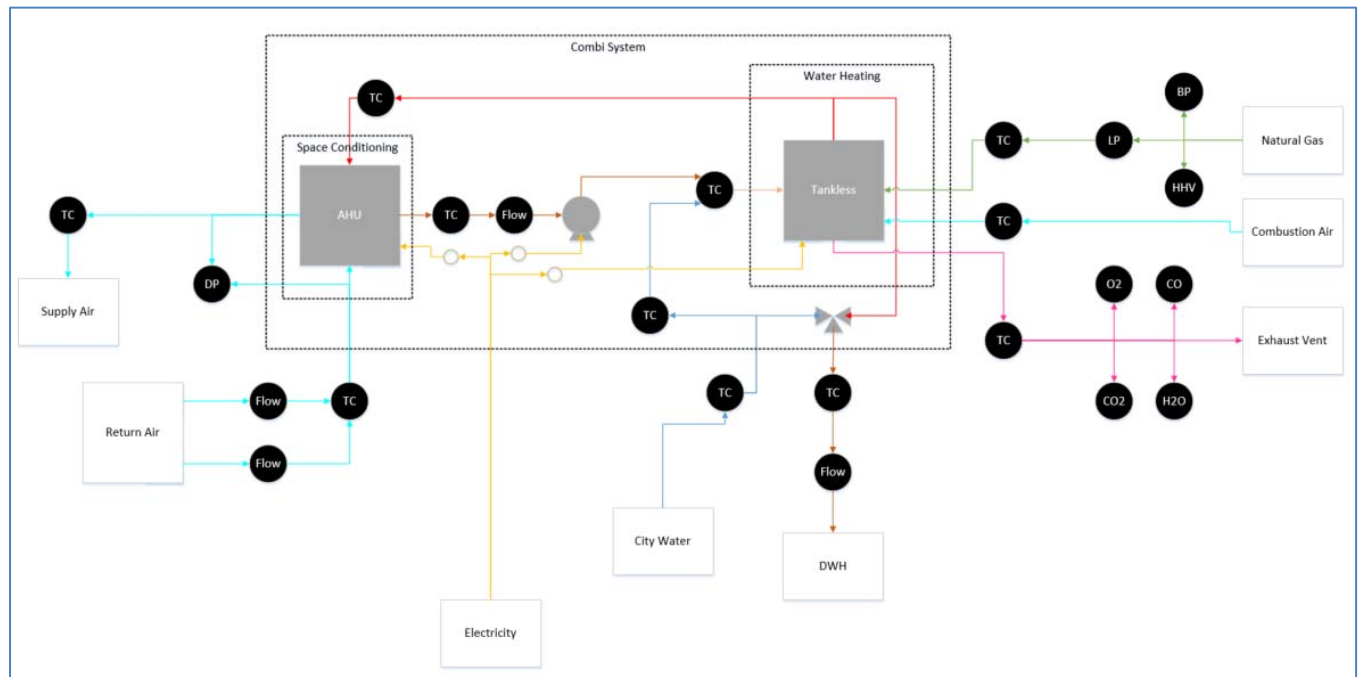 Combi System
Water Heating
TC
BP
Space Conditioning
TC
LP
Natural Gas
AHU
Tankless
HHV
TC
TC
Flow
TC
TC
Combustion Air
DP
O2
CO
Supply Air
TC
TC
Exhaust Vent
Flow
TC
TC
TC
CO2
H2O
Return Air
Flow
Flow
City Water
DWH
Electricity